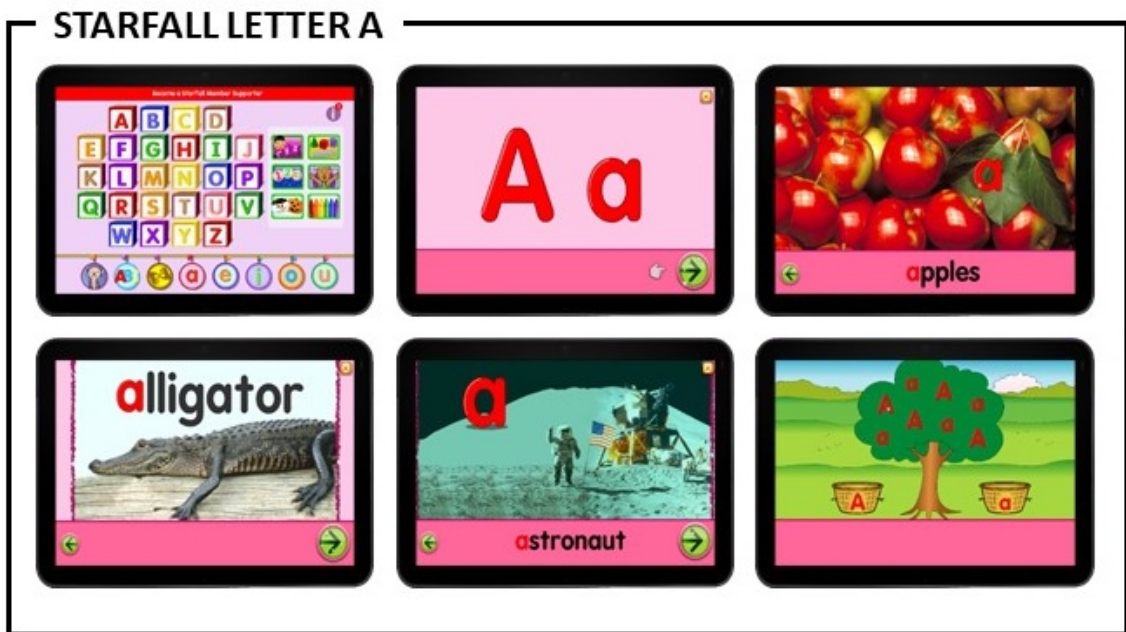 STARFALL LETTER A
Become a Starfall Member Supporter
A B C D
E F G H I J
K L M N O P
Q R S T U V
W X Y Z
a e i o u
A a
a
apples
alligator
a
astronaut
a A
A a
A a
a A
A a